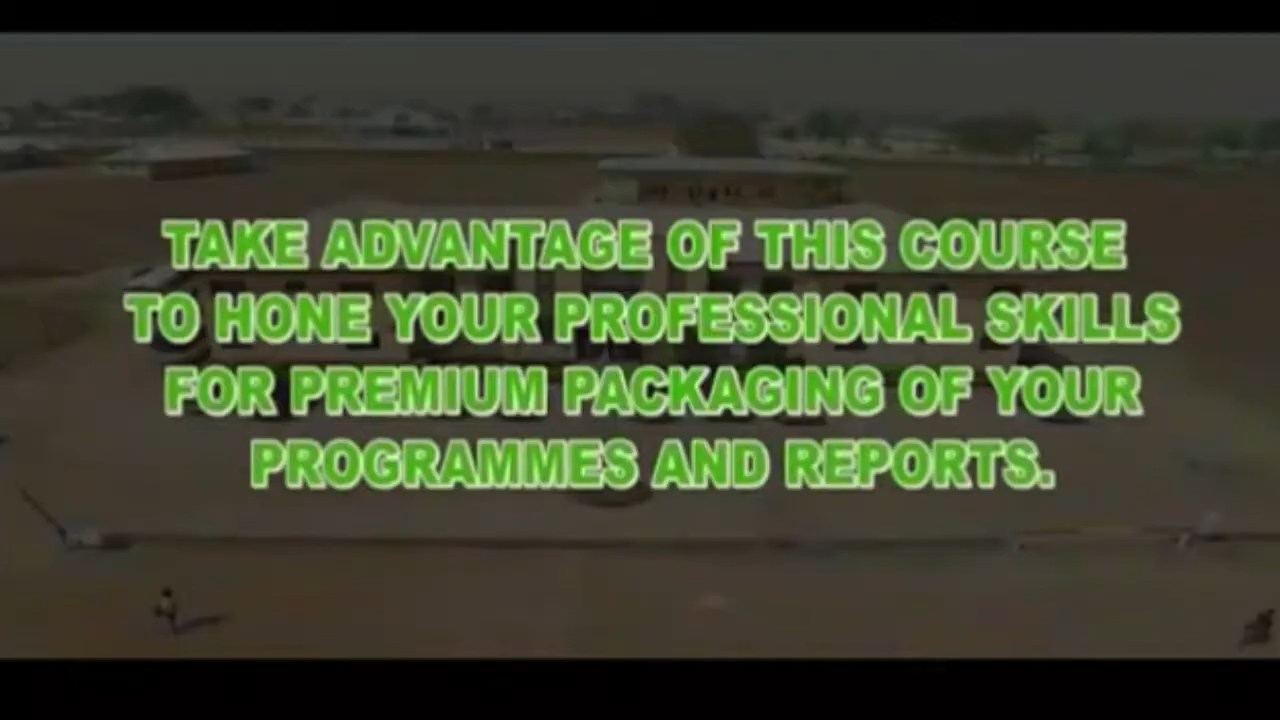 TAKE ADVANTAGE OF THIS COURSE
TO HONE YOUR PROFESSIONAL SKILLS
FOR PREMIUM PACKAGING OF YOUR
PROGRAMMES AND REPORTS.